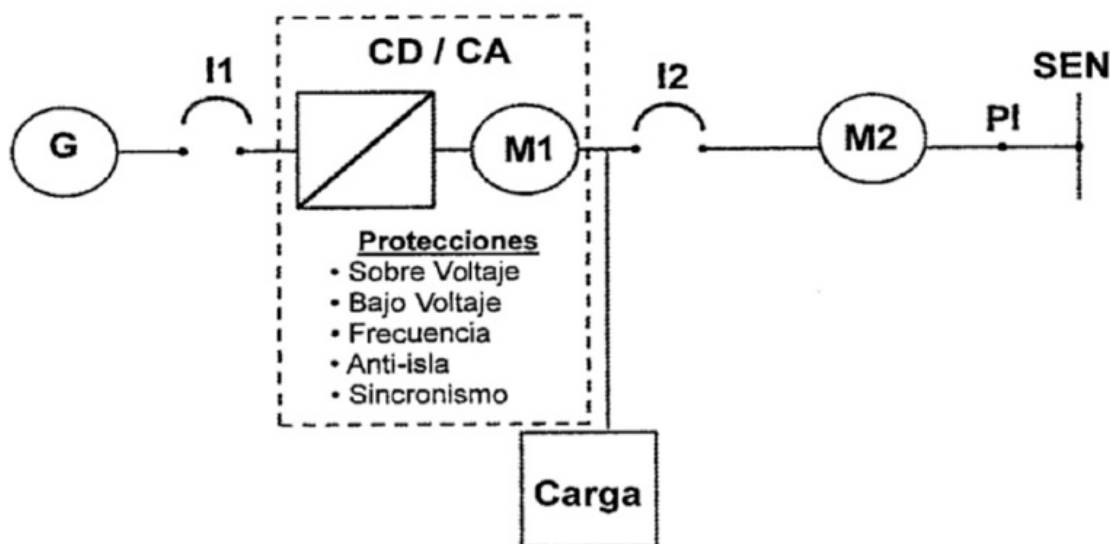 CD / CA
I1
I2
SEN
G
M1
M2
PI
Protecciones
• Sobre Voltaje
• Bajo Voltaje
• Frecuencia
• Anti-isla
• Sincronismo
Carga